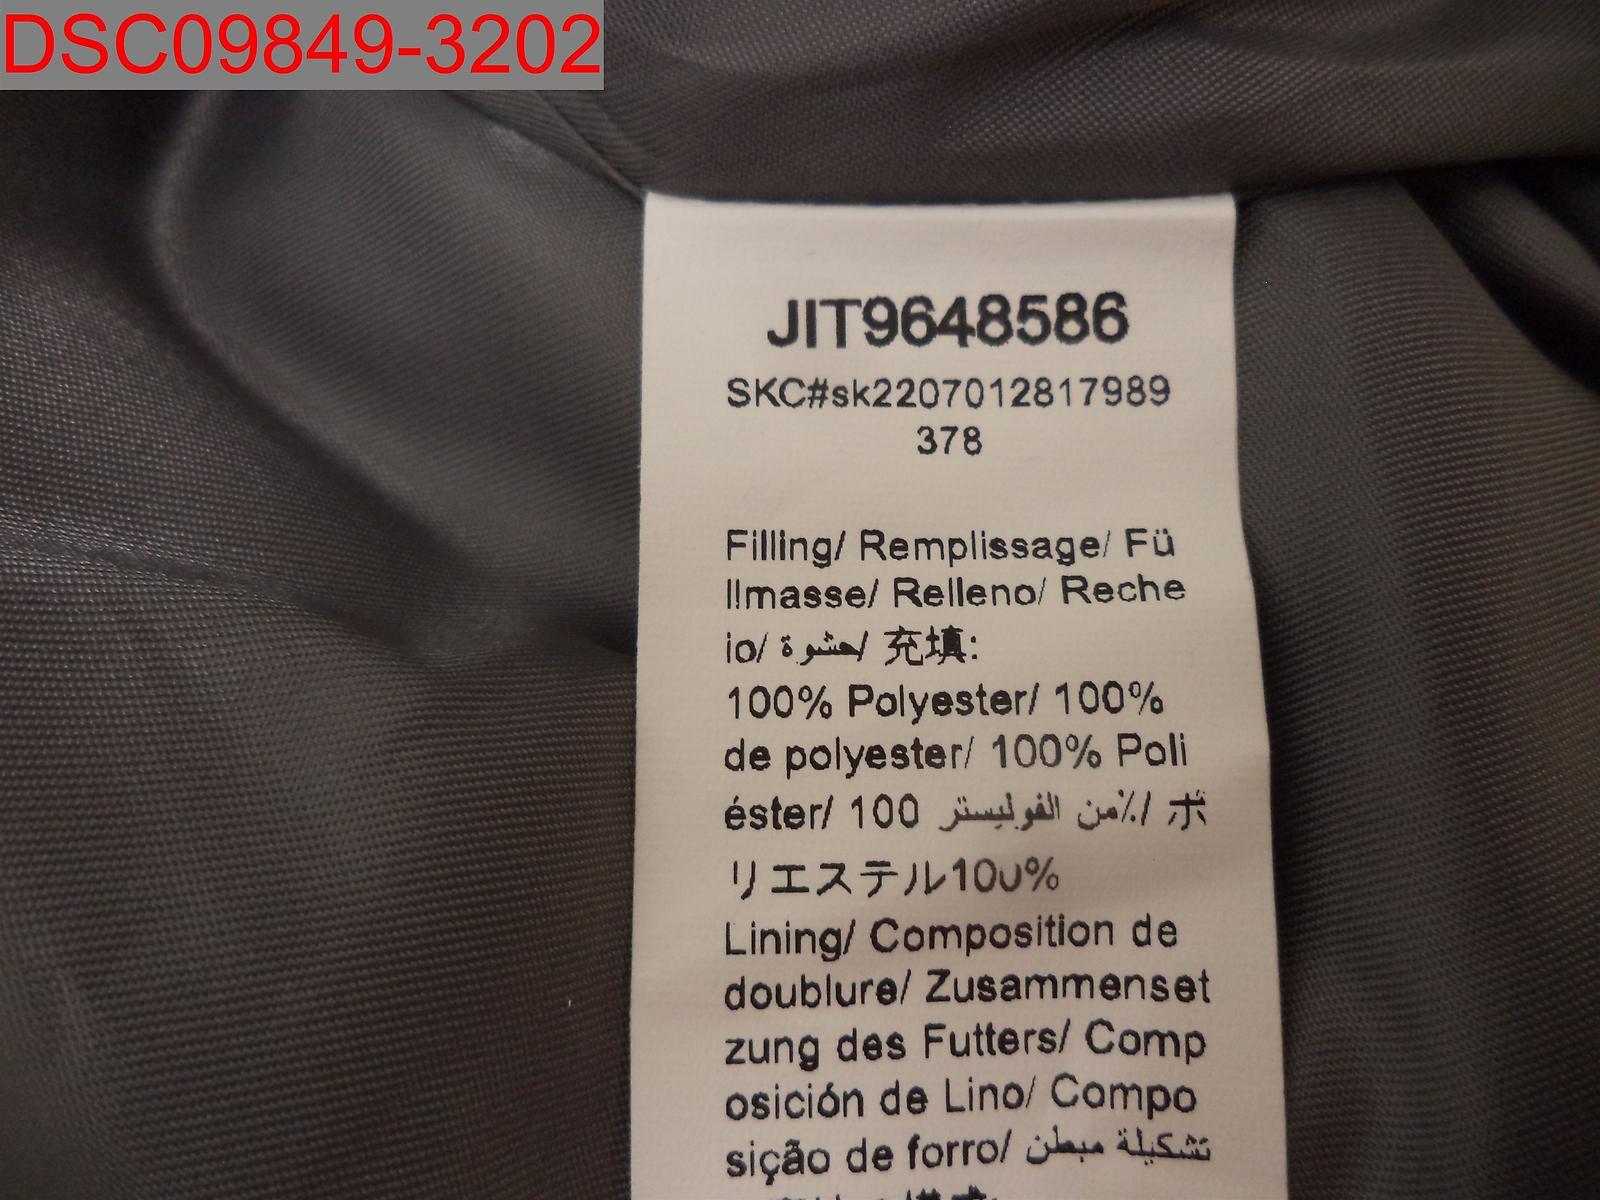 DSC09849-3202
JIT9648586
SKC#sk2207012817989
378
Filling/ Remplissage/ Fü
llmasse/ Relleno/ Reche
io/ حشوة/ 充填:
100% Polyester/ 100%
de polyester/ 100% Poli
éster/ 100 ٪من الفوليستر/ ポ
リエステル100%
Lining/ Composition de
doublure/ Zusammenset
zung des Futters/ Comp
osición de Lino/ Compo
sição de forro/ تشكيلة مبطن